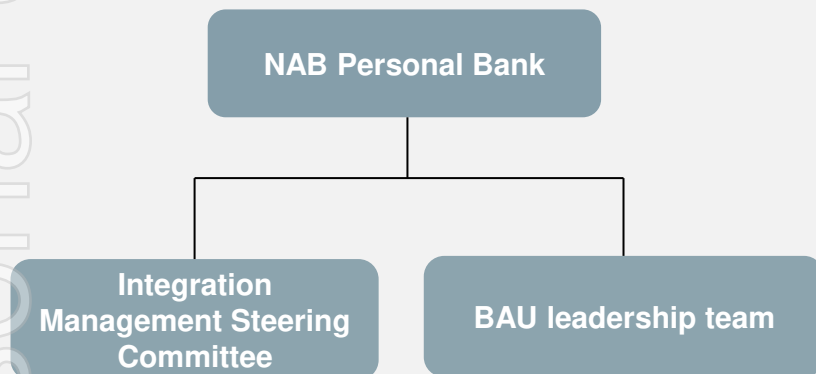 NAB Personal Bank
Integration
Management Steering
Committee
BAU leadership team